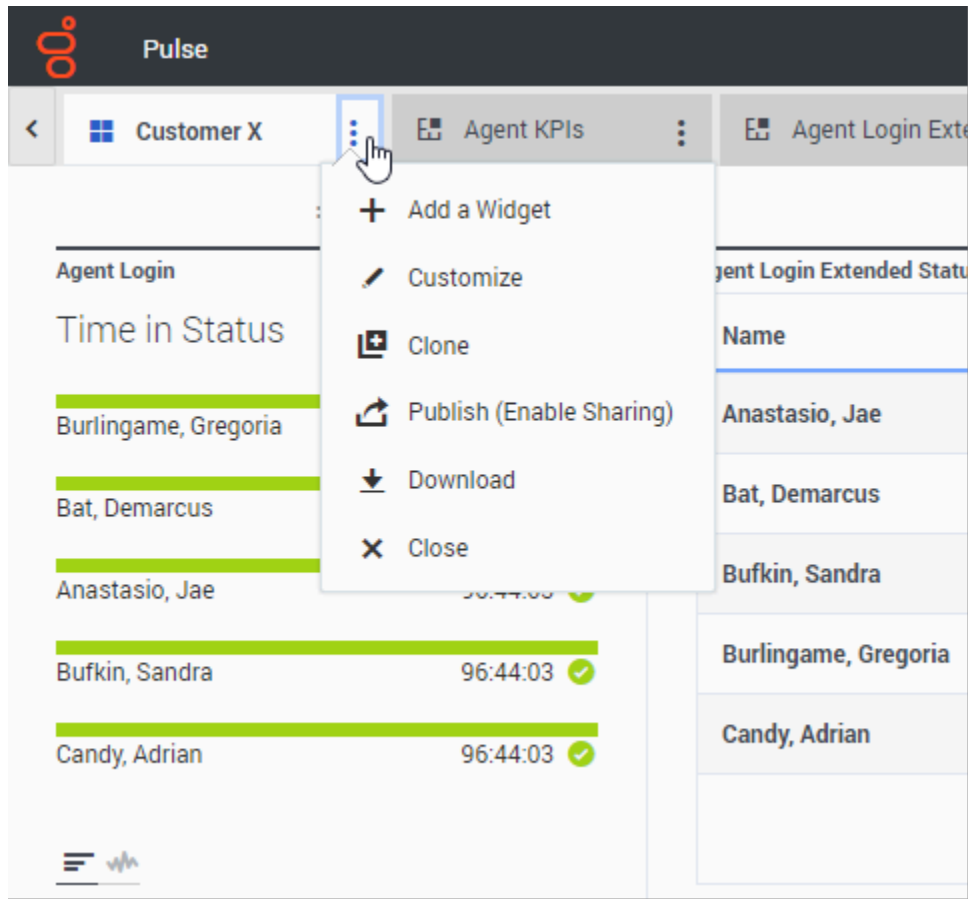 Pulse
Customer X
Agent KPIs
Agent Login Exte
Add a Widget
Customize
Clone
Publish (Enable Sharing)
Download
Close
Agent Login
Time in Status
Burlingame, Gregoria
Bat, Demarcus
Anastasio, Jae
Bufkin, Sandra 96:44:03
Candy, Adrian 96:44:03
gent Login Extended Statu
Name
Anastasio, Jae
Bat, Demarcus
Bufkin, Sandra
Burlingame, Gregoria
Candy, Adrian